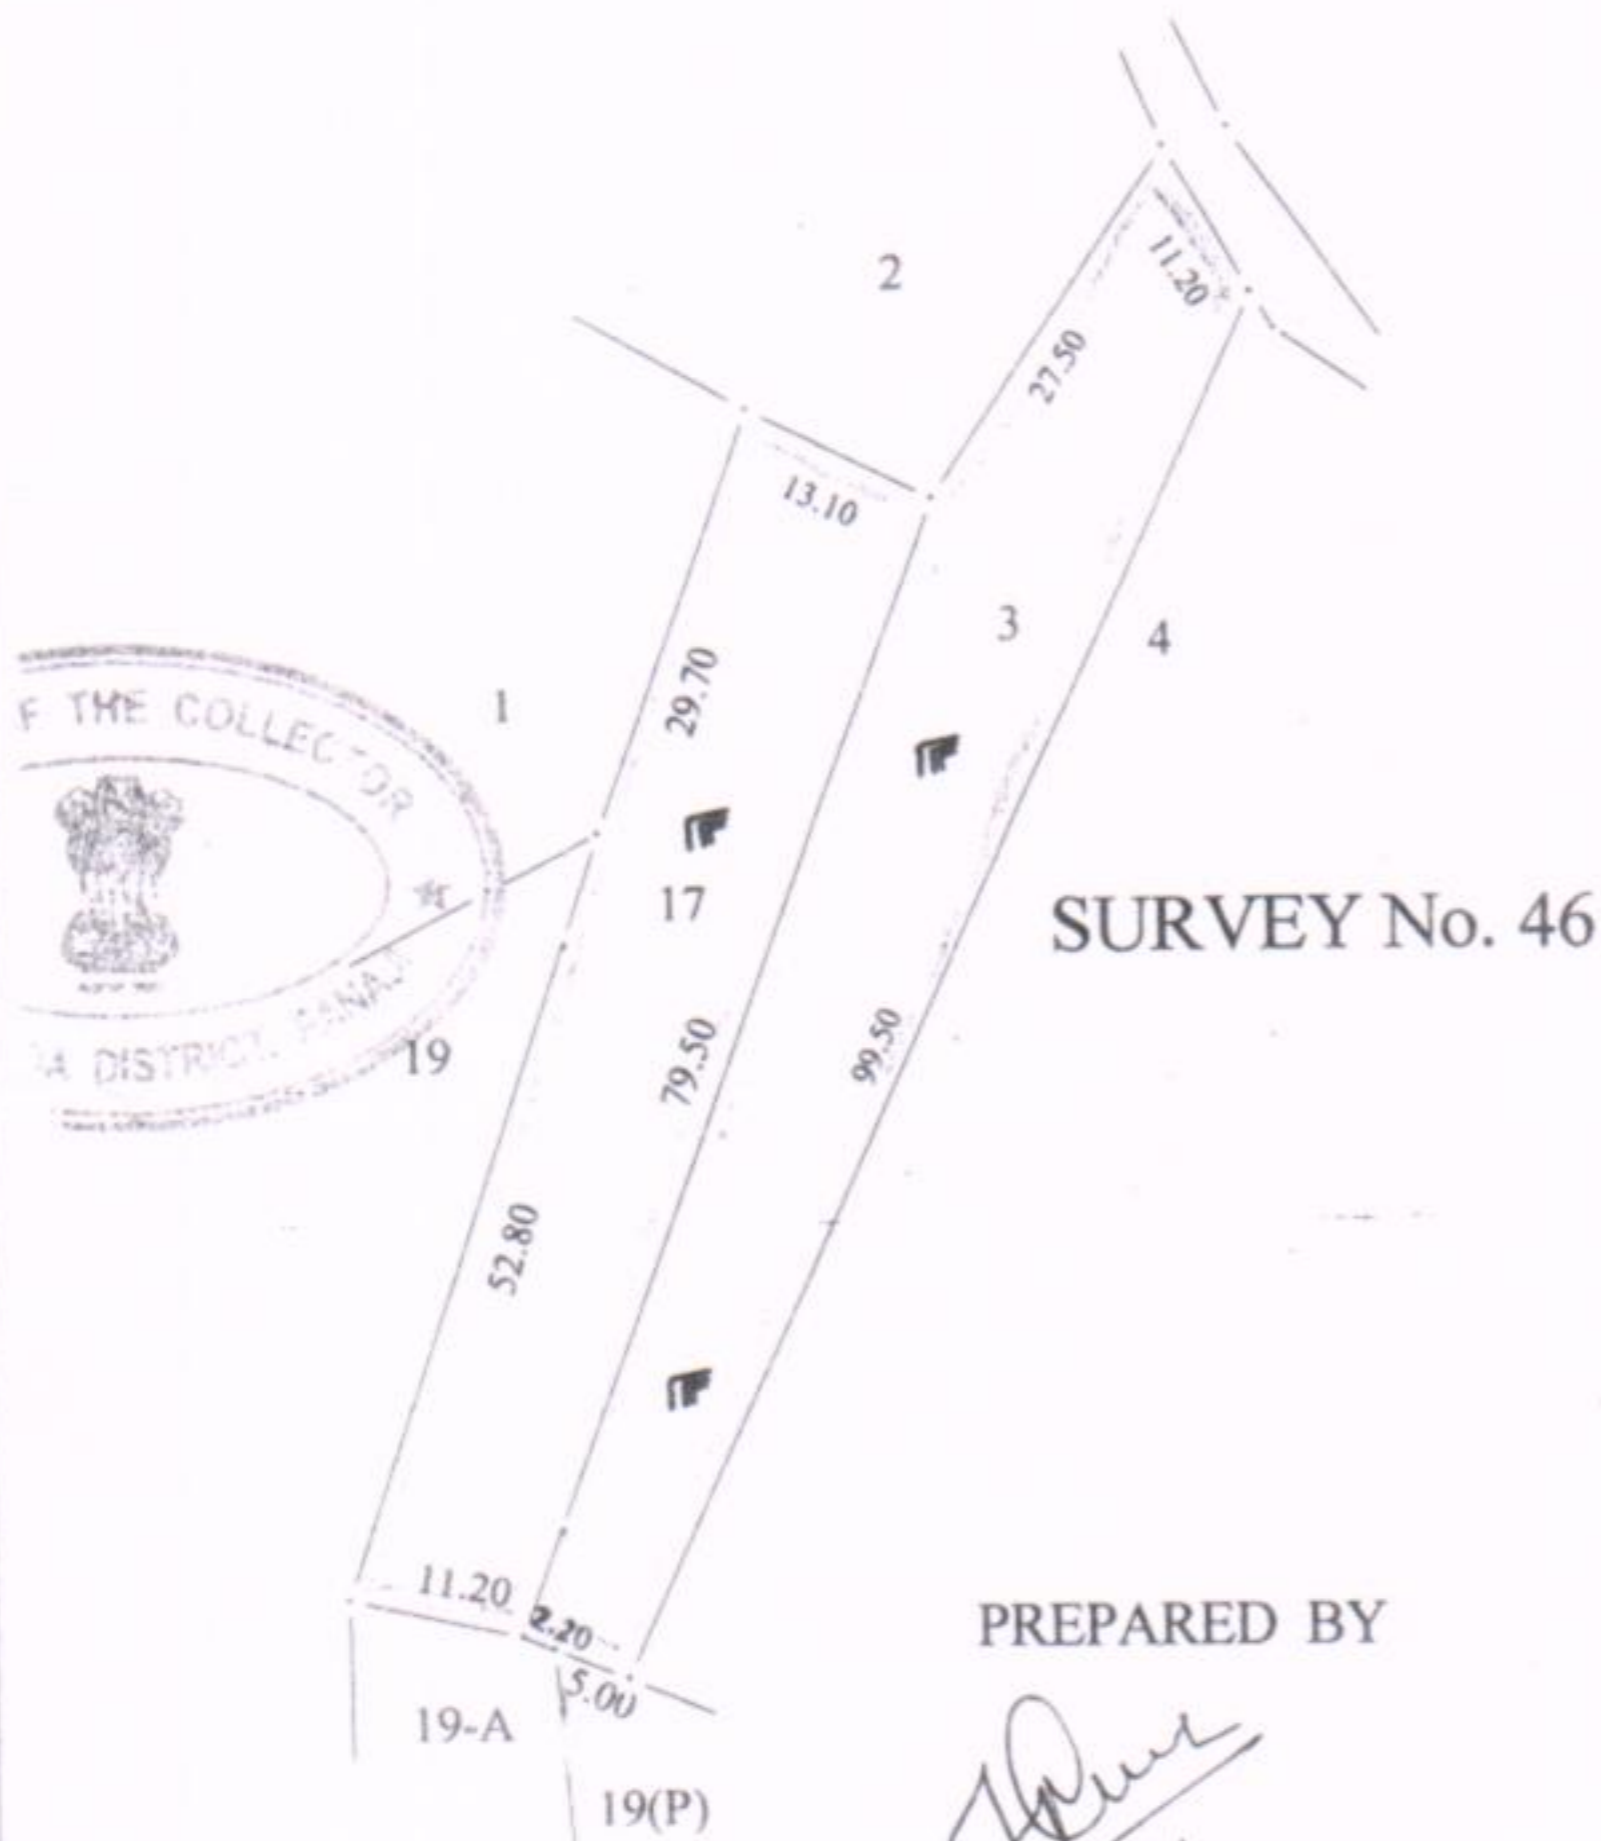 2
11.20
27.50
13.10
3
4
29.70
1
F THE COLLECTOR
17
SURVEY No. 46
19
DISTRICT, PANAJI
79.50
99.50
52.80
11.20
2.20
5.00
PREPARED BY
19-A
19(P)